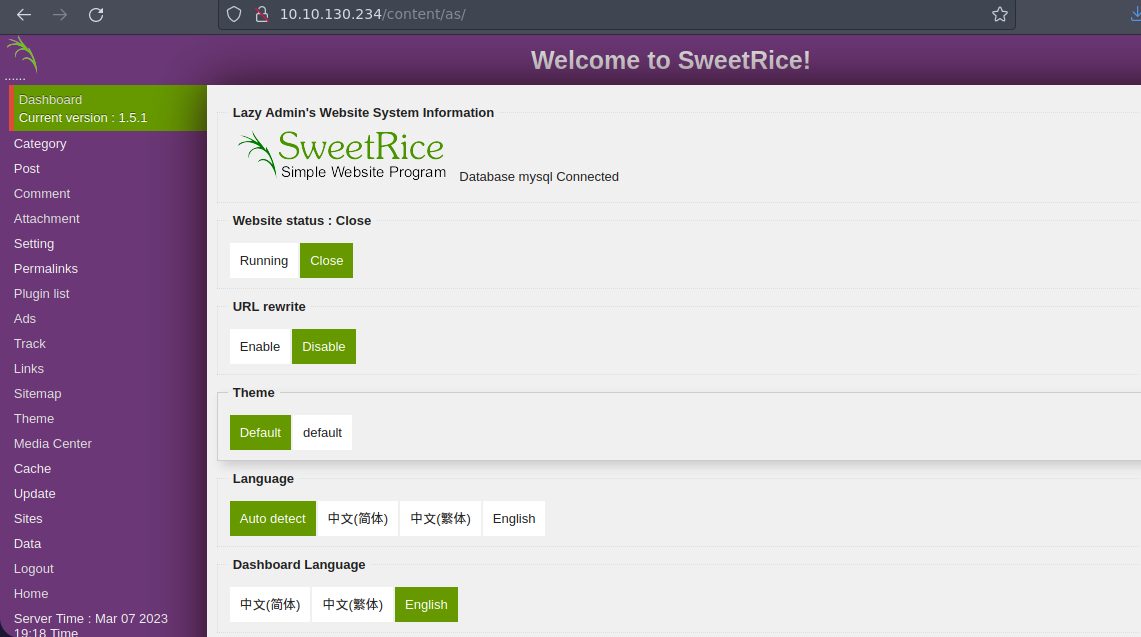 10.10.130.234/content/as/
Welcome to SweetRice!
......
Dashboard
Current version : 1.5.1
Category
Post
Comment
Attachment
Setting
Permalinks
Plugin list
Ads
Track
Links
Sitemap
Theme
Media Center
Cache
Update
Sites
Data
Logout
Home
Server Time : Mar 07 2023
19:18 Time
Lazy Admin's Website System Information
SweetRice
Simple Website Program
Database mysql Connected
Website status : Close
Running Close
URL rewrite
Enable Disable
Theme
Default default
Language
Auto detect 中文(简体) 中文(繁体) English
Dashboard Language
中文(简体) 中文(繁体) English